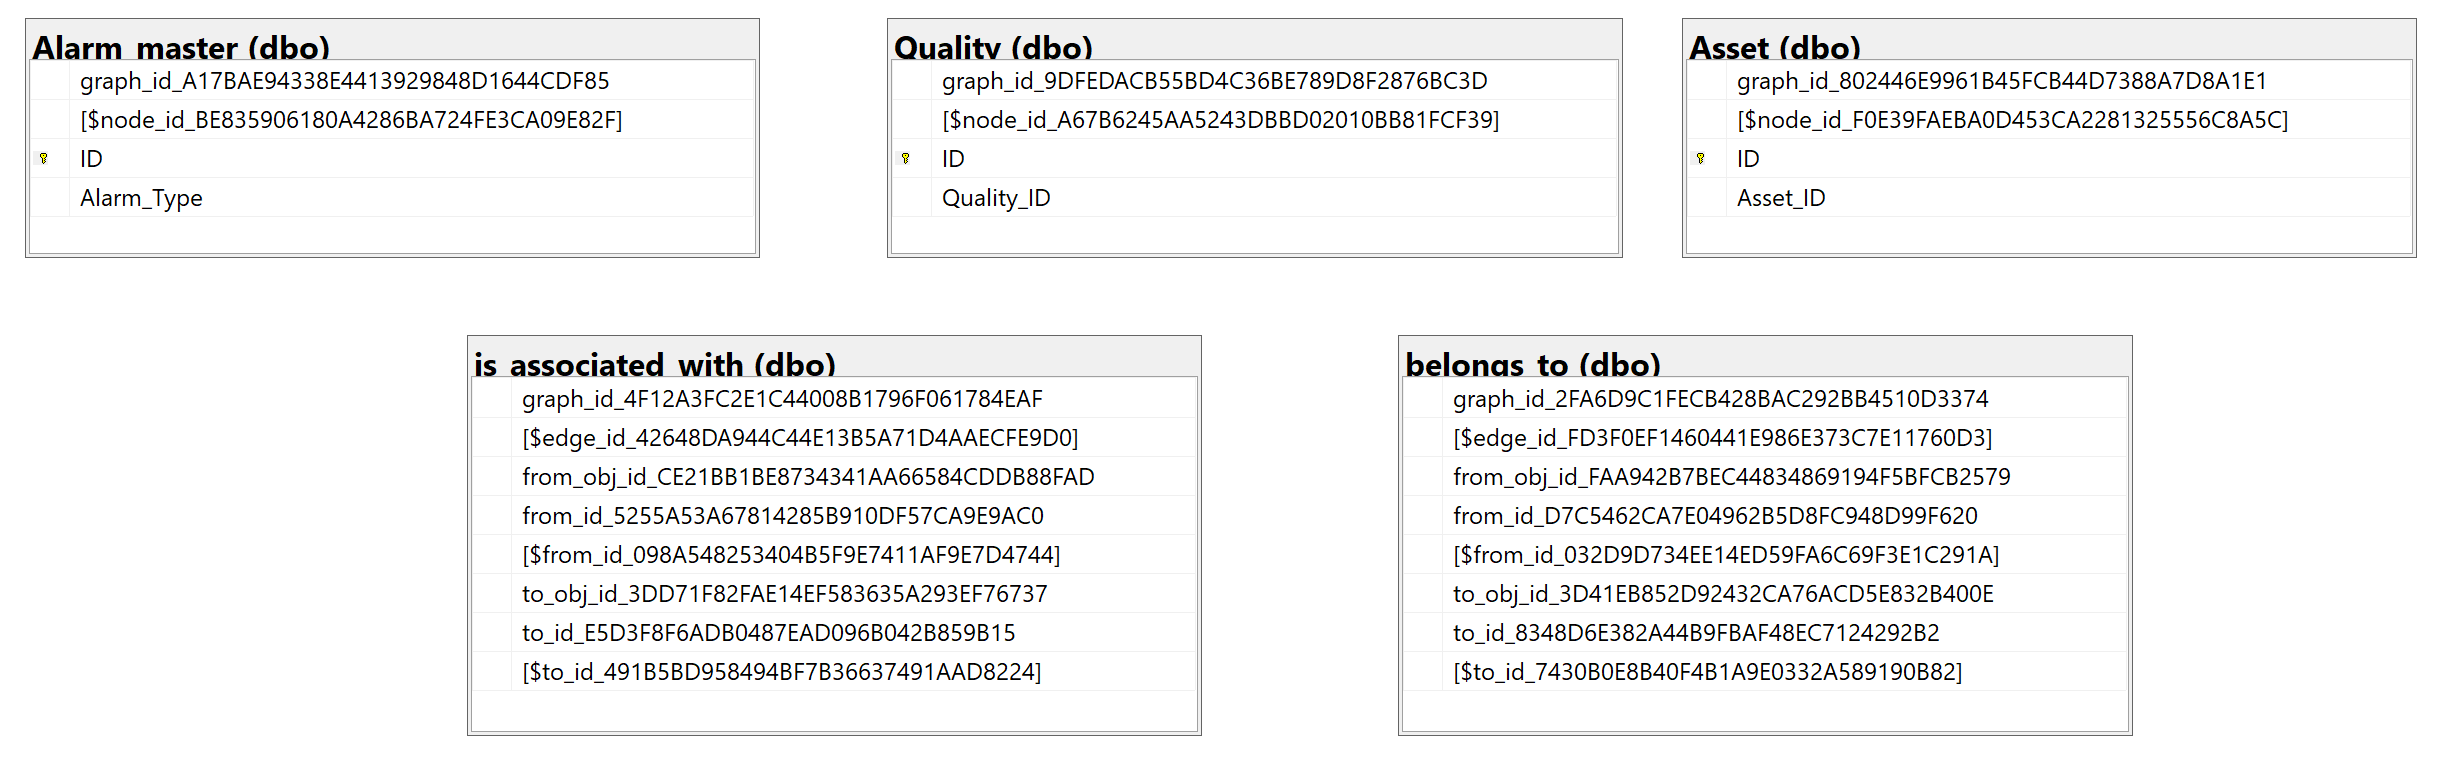 Alarm_master (dbo)
graph_id_A17BAE94338E4413929848D1644CDF85
[$node_id_BE835906180A4286BA724FE3CA09E82F]
ID
Alarm_Type
Quality (dbo)
graph_id_9DFEDACB55BD4C36BE789D8F2876BC3D
[$node_id_A67B6245AA5243DBBD02010BB81FCF39]
ID
Quality_ID
Asset (dbo)
graph_id_802446E9961B45FCB44D7388A7D8A1E1
[$node_id_F0E39FAEBA0D453CA2281325556C8A5C]
ID
Asset_ID
is_associated_with (dbo)
graph_id_4F12A3FC2E1C44008B1796F061784EAF
[$edge_id_42648DA944C44E13B5A71D4AAECFE9D0]
from_obj_id_CE21BB1BE8734341AA66584CDDB88FAD
from_id_5255A53A67814285B910DF57CA9E9AC0
[$from_id_098A548253404B5F9E7411AF9E7D4744]
to_obj_id_3DD71F82FAE14EF583635A293EF76737
to_id_E5D3F8F6ADB0487EAD096B042B859B15
[$to_id_491B5BD958494BF7B36637491AAD8224]
belongs_to (dbo)
graph_id_2FA6D9C1FECB428BAC292BB4510D3374
[$edge_id_FD3F0EF1460441E986E373C7E11760D3]
from_obj_id_FAA942B7BEC44834869194F5BFCB2579
from_id_D7C5462CA7E04962B5D8FC948D99F620
[$from_id_032D9D734EE14ED59FA6C69F3E1C291A]
to_obj_id_3D41EB852D92432CA76ACD5E832B400E
to_id_8348D6E382A44B9FBAF48EC7124292B2
[$to_id_7430B0E8B40F4B1A9E0332A589190B82]